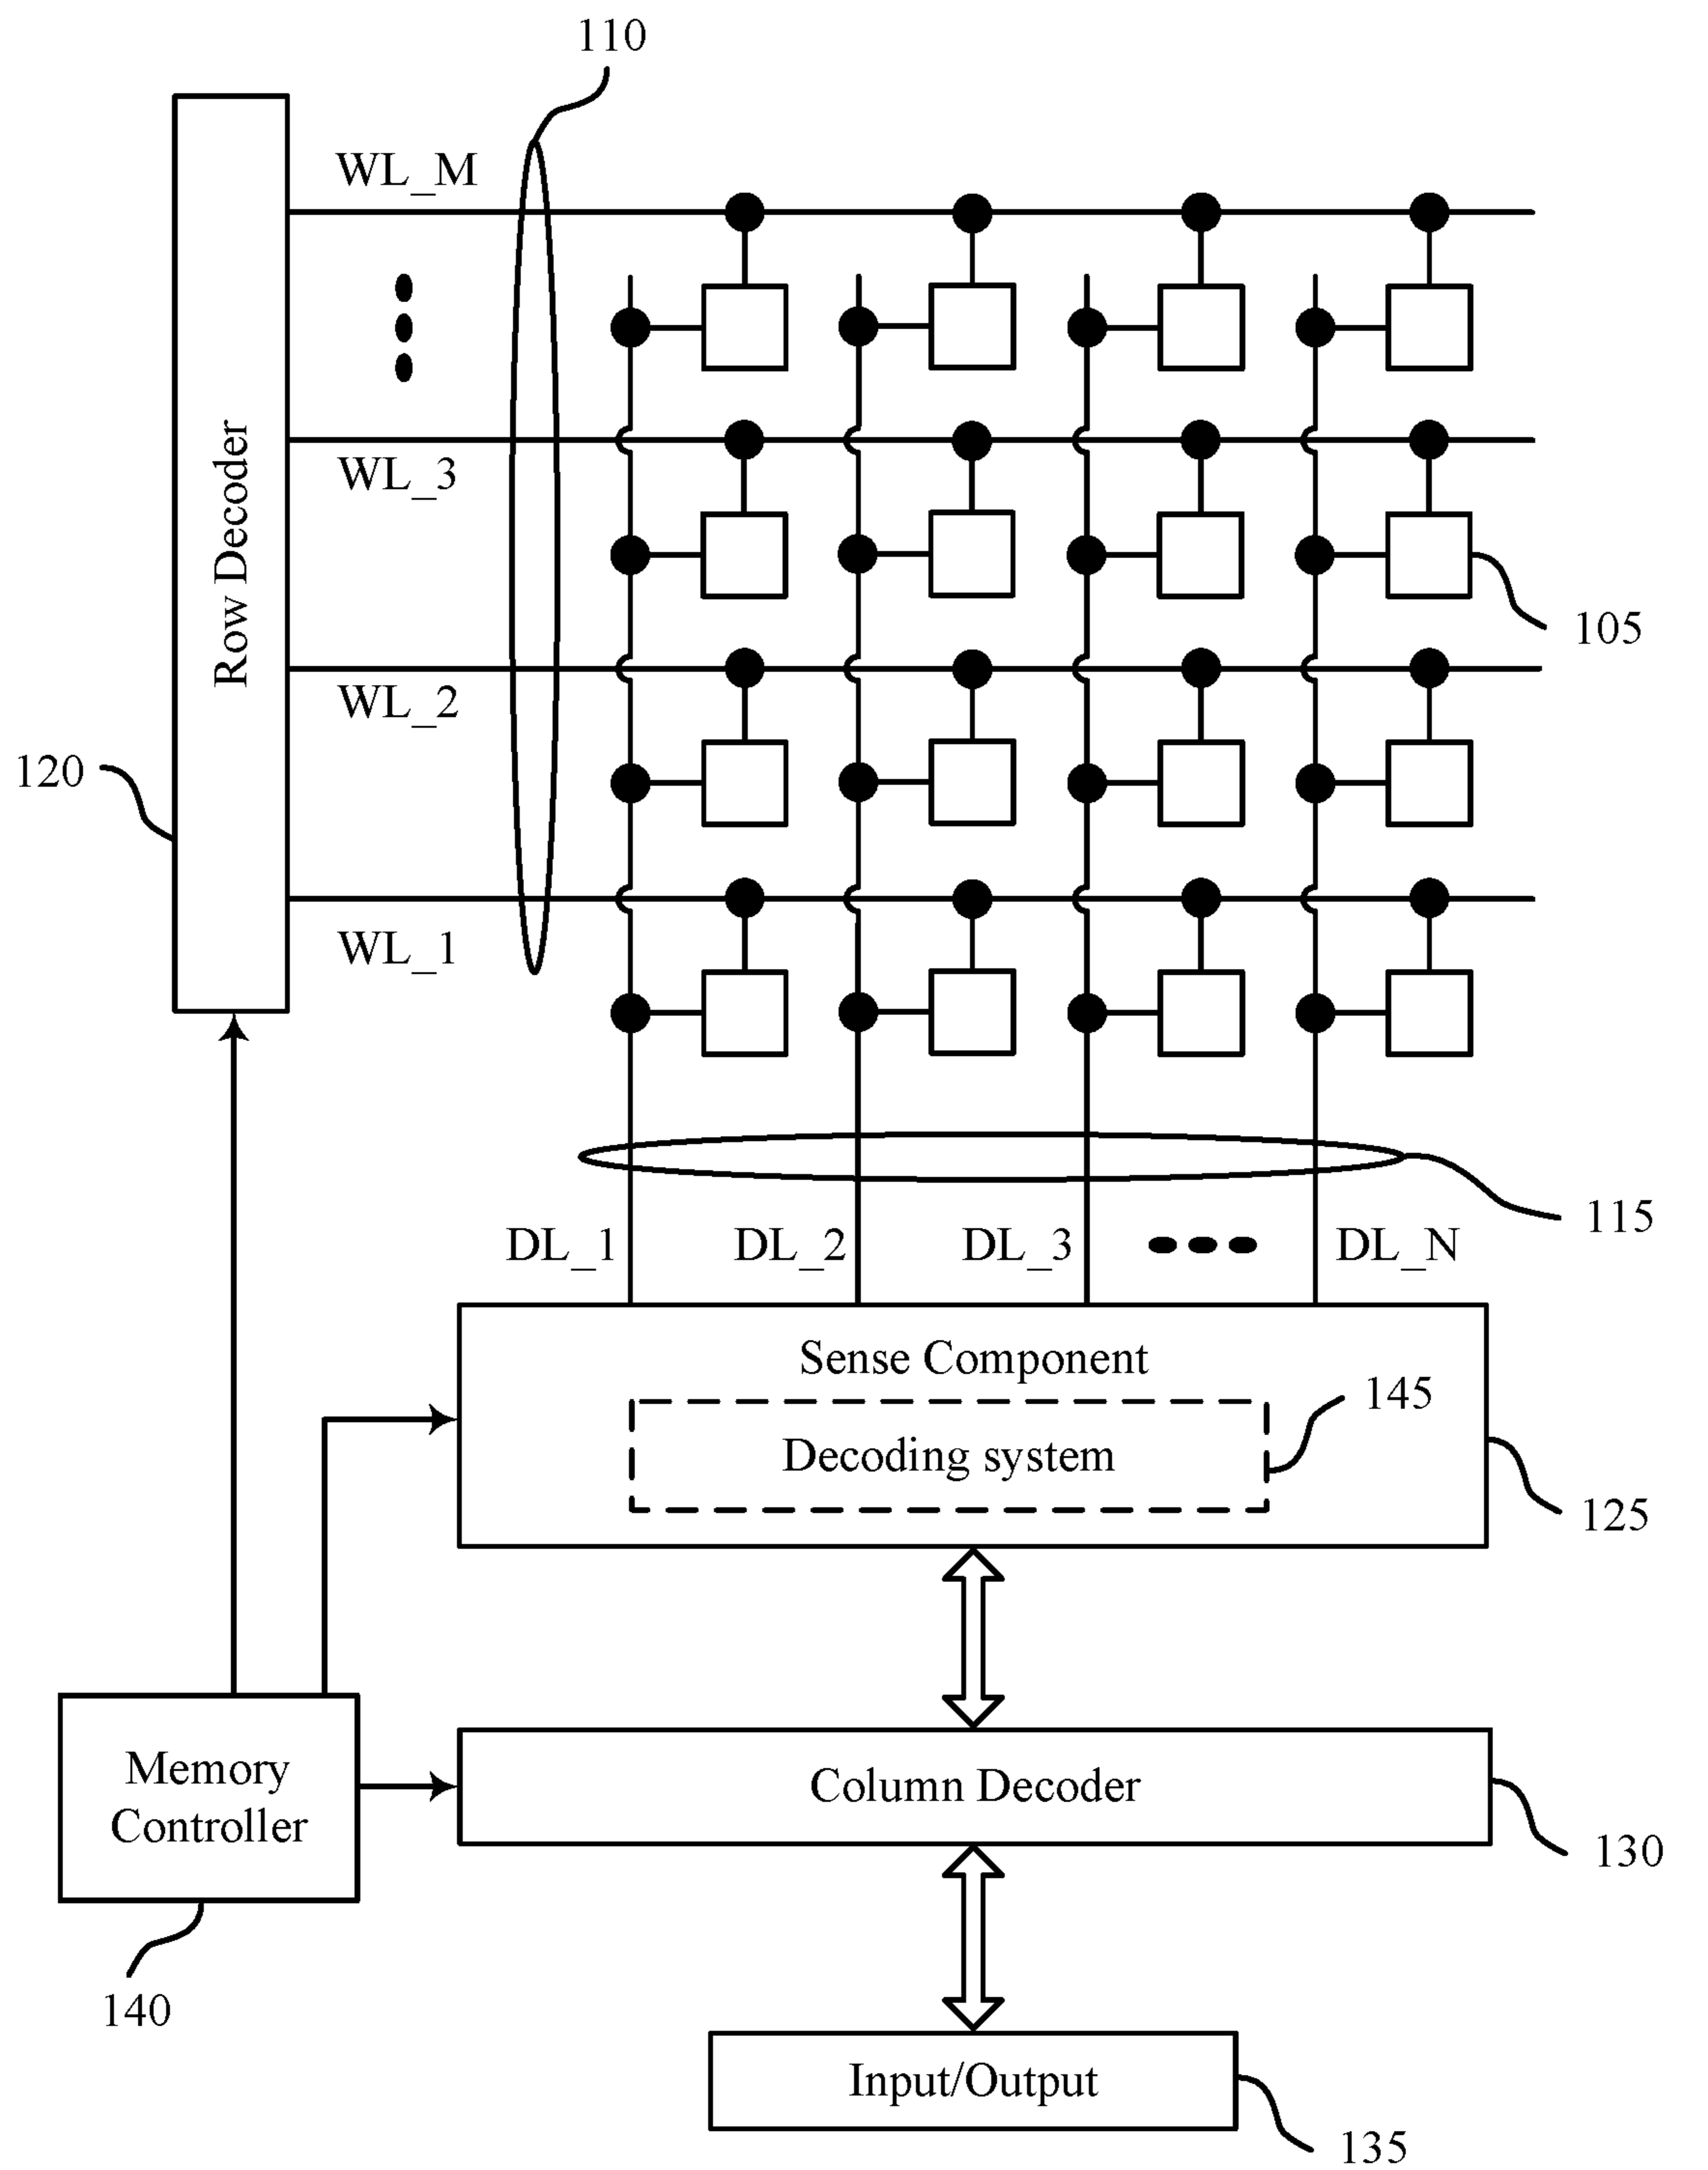 110
WL_M
WL_3
Row Decoder
105
WL_2
120
WL_1
115
DL_1 DL_2 DL_3 DL_N
Sense Component
145
Decoding system
125
Memory
Controller
Column Decoder
130
140
Input/Output
135